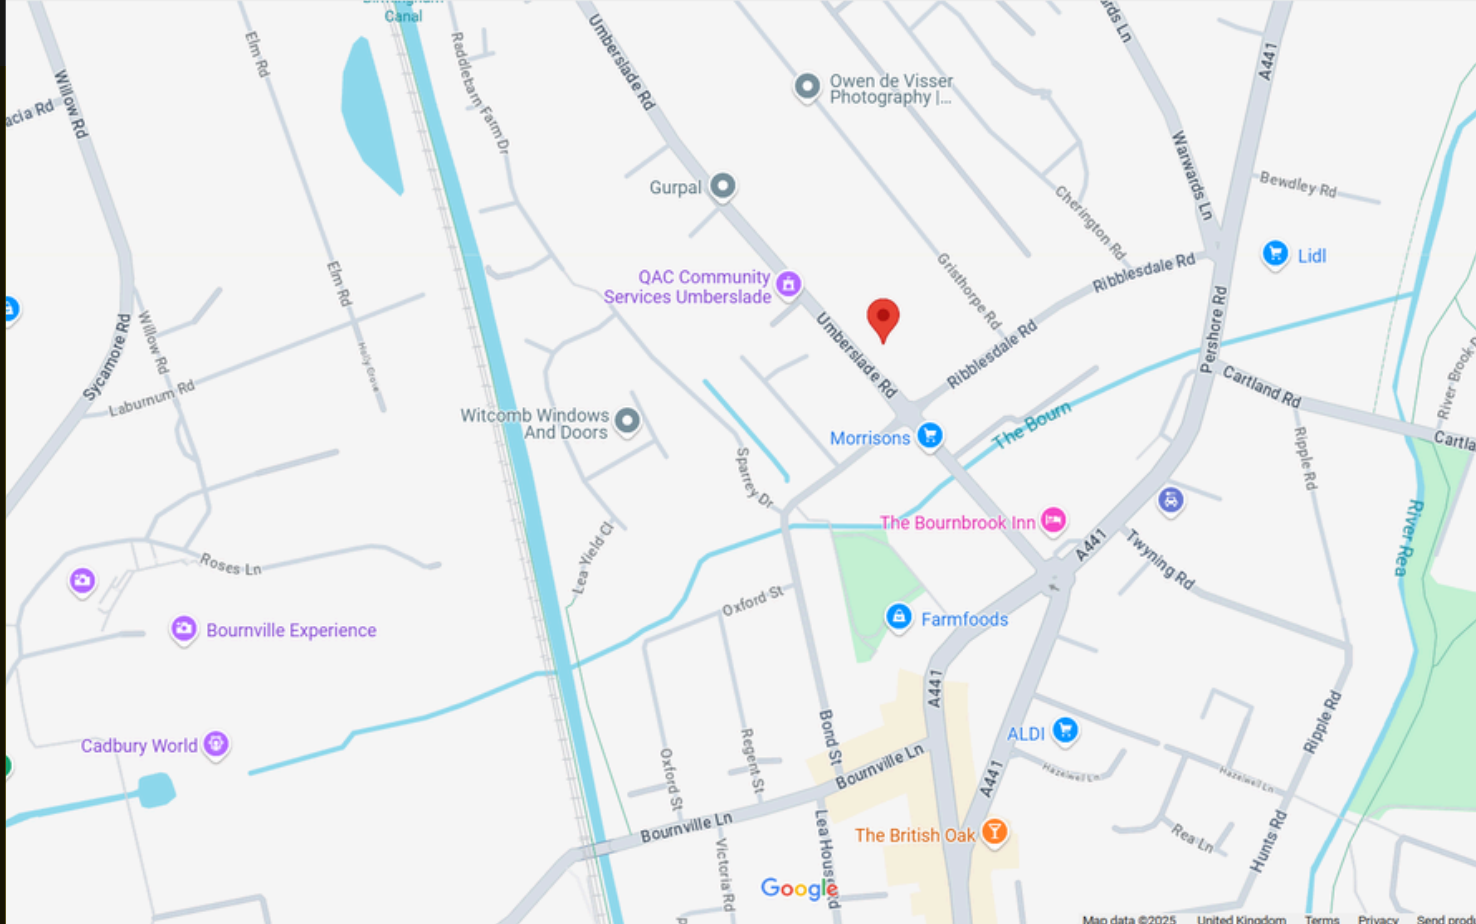 Canal
Willow Rd
Elm Rd
Raddlebarn Farm Dr
Umberslade Rd
Owen de Visser
Photography |...
A441
acia Rd
Warwards Ln
Bewdley Rd
Gurpal
Cherington Rd
QAC Community
Services Umberslade
Gristhorpe Rd
Ribblesdale Rd
Lidl
Elm Rd
Willow Rd
Sycamore Rd
Umberslade Rd
Ribblesdale Rd
Pershore Rd
Holly Grove
Laburnum Rd
Cartland Rd
River Brook
Witcomb Windows
And Doors
Morrisons
The Bourn
Cartla
Ripple Rd
Sparrey Dr
The Bournbrook Inn
A441
River Rea
Twyning Rd
Roses Ln
Lea Yield Cl
Oxford St
Farmfoods
Bournville Experience
A441
Cadbury World
Bond St
Regent St
Oxford St
Bournville Ln
ALDI
A441
Ripple Rd
Hazelwell Ln
Hazelwell Ln
Bournville Ln
The British Oak
Rea Ln
Hunts Rd
Lea House Rd
Victoria Rd
Google
Map data ©2025 United Kingdom Terms Privacy Send produ